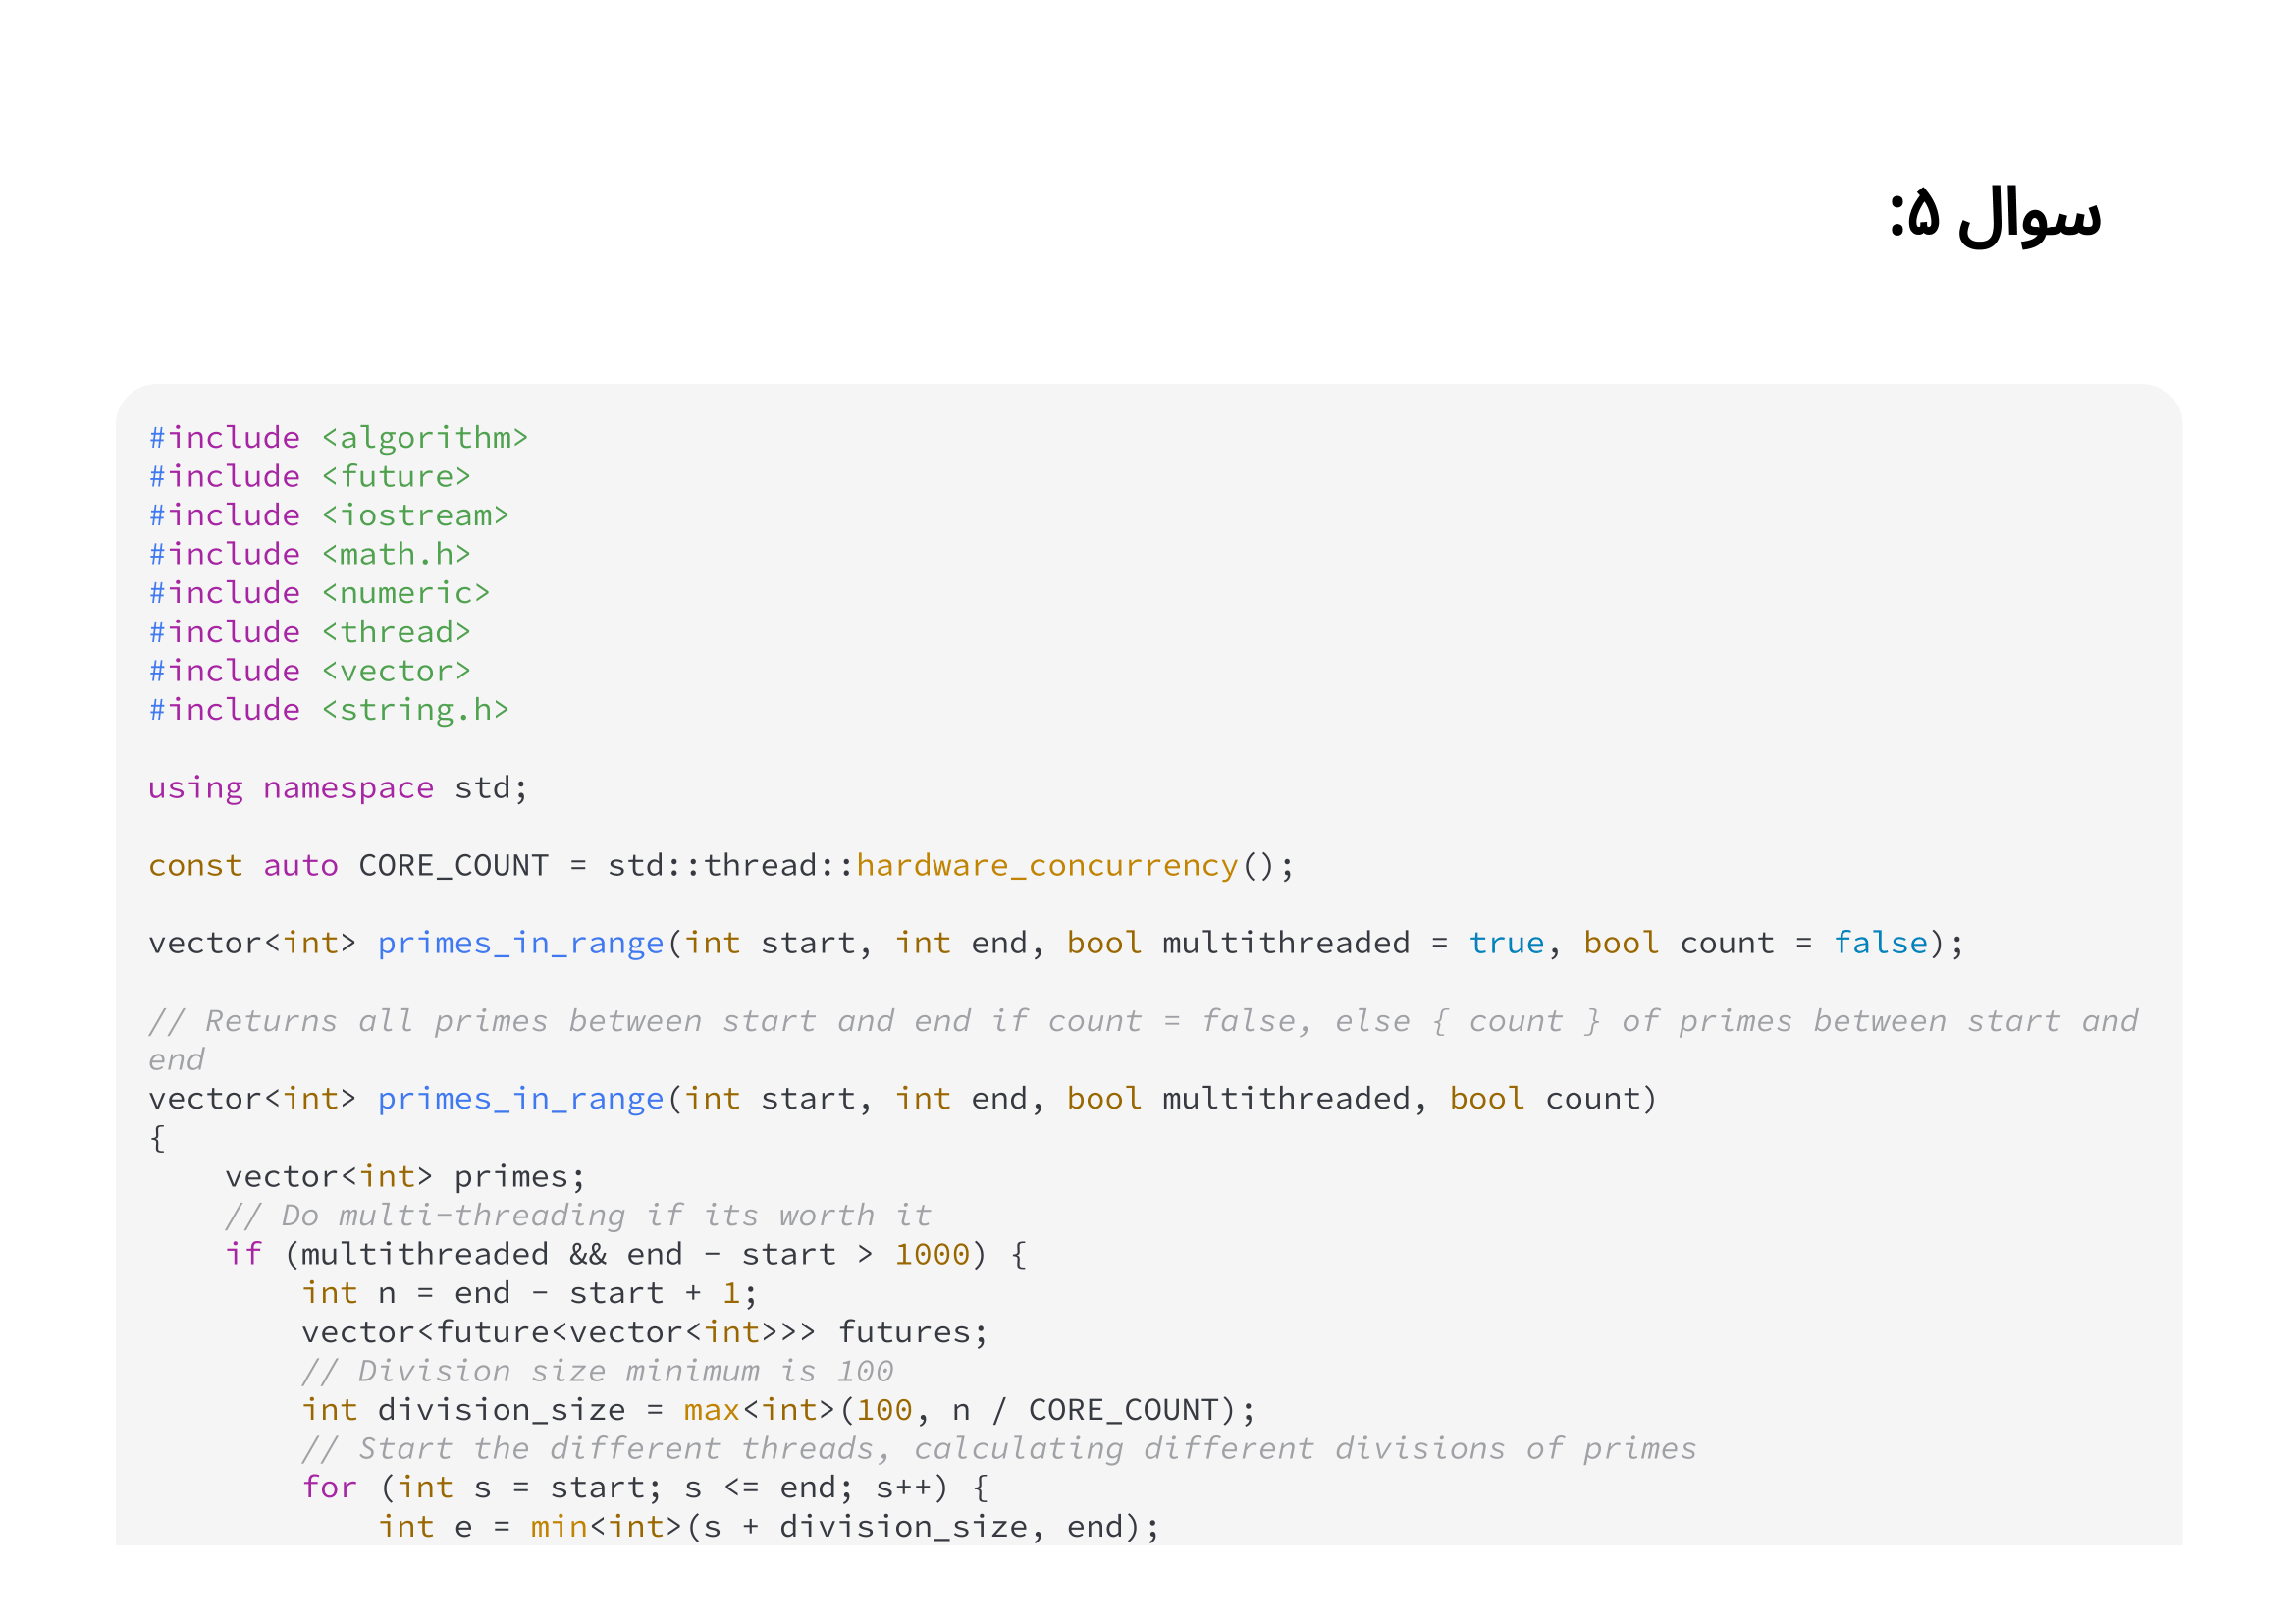 سوال ۵:
#include <algorithm>
#include <future>
#include <iostream>
#include <math.h>
#include <numeric>
#include <thread>
#include <vector>
#include <string.h>
using namespace std;
const auto CORE_COUNT = std::thread::hardware_concurrency();
vector<int> primes_in_range(int start, int end, bool multithreaded = true, bool count = false);
// Returns all primes between start and end if count = false, else { count } of primes between start and
end
vector<int> primes_in_range(int start, int end, bool multithreaded, bool count)
{
    vector<int> primes;
    // Do multi-threading if its worth it
    if (multithreaded && end - start > 1000) {
        int n = end - start + 1;
        vector<future<vector<int>>> futures;
        // Division size minimum is 100
        int division_size = max<int>(100, n / CORE_COUNT);
        // Start the different threads, calculating different divisions of primes
        for (int s = start; s <= end; s++) {
            int e = min<int>(s + division_size, end);